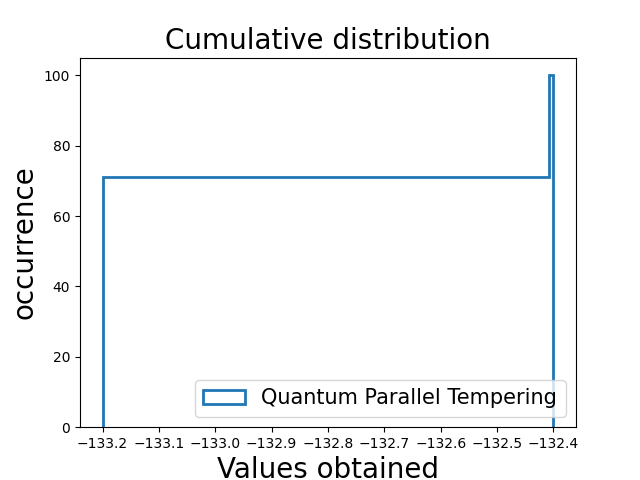 Cumulative distribution
occurrence
100
80
60
40
20
0
Quantum Parallel Tempering
−133.2 −133.1 −133.0 −132.9 −132.8 −132.7 −132.6 −132.5 −132.4
Values obtained